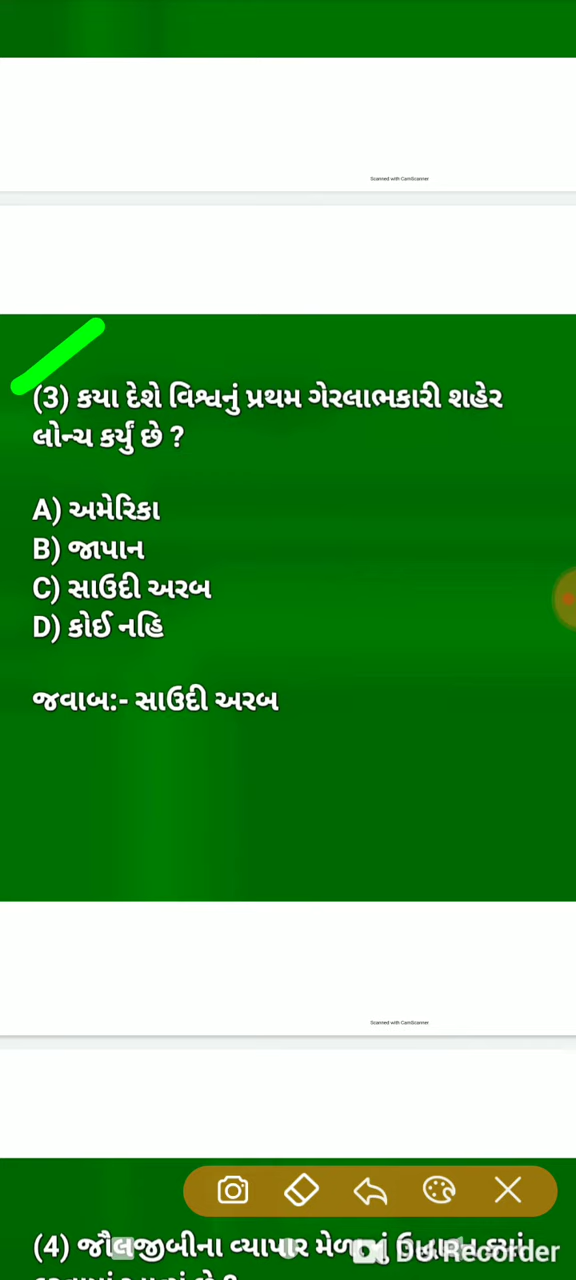 Scanned with CamScanner
(3) કયા દેશે વિશ્વનું પ્રથમ ગેરલાભકારી શહેર
લોન્ચ કર્યું છે ?
A) અમેરિકા
B) જાપાન
C) સાઉદી અરબ
D) કોઈ નહિ
જવાબ:- સાઉદી અરબ
Scanned with CamScanner
(4) જૌલજીબીના વ્યાપાર
DU Recorder